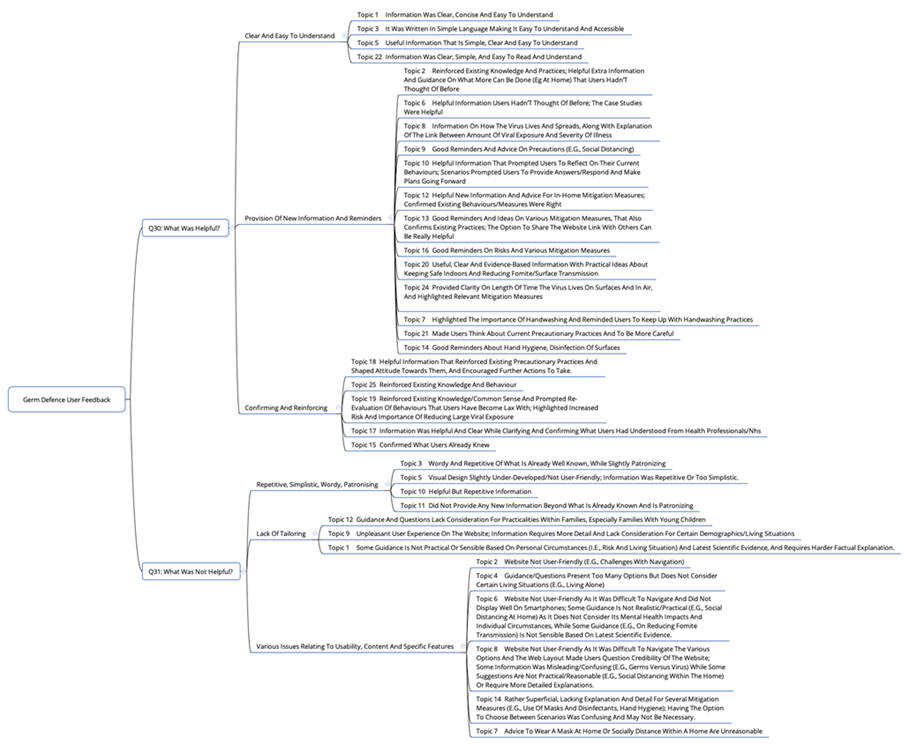 Germ Defence User Feedback
Q30: What Was Helpful?
Clear And Easy To Understand
Topic 1 Information Was Clear, Concise And Easy To Understand
Topic 3 It Was Written In Simple Language Making It Easy To Understand And Accessible
Topic 5 Useful Information That Is Simple, Clear And Easy To Understand
Topic 22 Information Was Clear, Simple, And Easy To Read And Understand
Provision Of New Information And Reminders
Topic 2 Reinforced Existing Knowledge And Practices; Helpful Extra Information
And Guidance On What More Can Be Done (Eg At Home) That Users Hadn'T
Thought Of Before
Topic 6 Helpful Information Users Hadn'T Thought Of Before; The Case Studies
Were Helpful
Topic 8 Information On How The Virus Lives And Spreads, Along With Explanation
Of The Link Between Amount Of Viral Exposure And Severity Of Illness
Topic 9 Good Reminders And Advice On Precautions (E.G., Social Distancing)
Topic 10 Helpful Information That Prompted Users To Reflect On Their Current
Behaviours; Scenarios Prompted Users To Provide Answers/Respond And Make
Plans Going Forward
Topic 12 Helpful New Information And Advice For In-Home Mitigation Measures;
Confirmed Existing Behaviours/Measures Were Right
Topic 13 Good Reminders And Ideas On Various Mitigation Measures, That Also
Confirms Existing Practices; The Option To Share The Website Link With Others Can
Be Really Helpful
Topic 16 Good Reminders On Risks And Various Mitigation Measures
Topic 20 Useful, Clear And Evidence-Based Information With Practical Ideas About
Keeping Safe Indoors And Reducing Fomite/Surface Transmission
Topic 24 Provided Clarity On Length Of Time The Virus Lives On Surfaces And In Air,
And Highlighted Relevant Mitigation Measures
Topic 7 Highlighted The Importance Of Handwashing And Reminded Users To Keep Up With Handwashing Practices
Topic 21 Made Users Think About Current Precautionary Practices And To Be More Careful
Topic 14 Good Reminders About Hand Hygiene, Disinfection Of Surfaces
Confirming And Reinforcing
Topic 18 Helpful Information That Reinforced Existing Precautionary Practices And
Shaped Attitude Towards Them, And Encouraged Further Actions To Take.
Topic 25 Reinforced Existing Knowledge And Behaviour
Topic 19 Reinforced Existing Knowledge/Common Sense And Prompted Re-
Evaluation Of Behaviours That Users Have Become Lax With; Highlighted Increased
Risk And Importance Of Reducing Large Viral Exposure
Topic 17 Information Was Helpful And Clear While Clarifying And Confirming What Users Had Understood From Health Professionals/Nhs
Topic 15 Confirmed What Users Already Knew
Q31: What Was Not Helpful?
Repetitive, Simplistic, Wordy, Patronising
Topic 3 Wordy And Repetitive Of What Is Already Well Known, While Slightly Patronizing
Topic 5 Visual Design Slightly Under-Developed/Not User-Friendly; Information Was Repetitive Or Too Simplistic.
Topic 10 Helpful But Repetitive Information
Topic 11 Did Not Provide Any New Information Beyond What Is Already Known And Is Patronizing
Lack Of Tailoring
Topic 12 Guidance And Questions Lack Consideration For Practicalities Within Families, Especially Families With Young Children
Topic 9 Unpleasant User Experience On The Website; Information Requires More Detail And Lack Consideration For Certain Demographics/Living Situations
Topic 1 Some Guidance Is Not Practical Or Sensible Based On Personal Circumstances (I.E., Risk And Living Situation) And Latest Scientific Evidence, And Requires Harder Factual Explanation.
Various Issues Relating To Usability, Content And Specific Features
Topic 2 Website Not User-Friendly (E.G., Challenges With Navigation)
Topic 4 Guidance/Questions Present Too Many Options But Does Not Consider
Certain Living Situations (E.G., Living Alone)
Topic 6 Website Not User-Friendly As It Was Difficult To Navigate And Did Not
Display Well On Smartphones; Some Guidance Is Not Realistic/Practical (E.G., Social
Distancing At Home) As It Does Not Consider Its Mental Health Impacts And
Individual Circumstances, While Some Guidance (E.G., On Reducing Fomite
Transmission) Is Not Sensible Based On Latest Scientific Evidence.
Topic 8 Website Not User-Friendly As It Was Difficult To Navigate The Various
Options And The Web Layout Made Users Question Credibility Of The Website;
Some Information Was Misleading/Confusing (E.G., Germs Versus Virus) While Some
Suggestions Are Not Practical/Reasonable (E.G., Social Distancing Within The Home)
Or Require More Detailed Explanations.
Topic 14 Rather Superficial, Lacking Explanation And Detail For Several Mitigation
Measures (E.G., Use Of Masks And Disinfectants, Hand Hygiene); Having The Option
To Choose Between Scenarios Was Confusing And May Not Be Necessary.
Topic 7 Advice To Wear A Mask At Home Or Socially Distance Within A Home Are Unreasonable